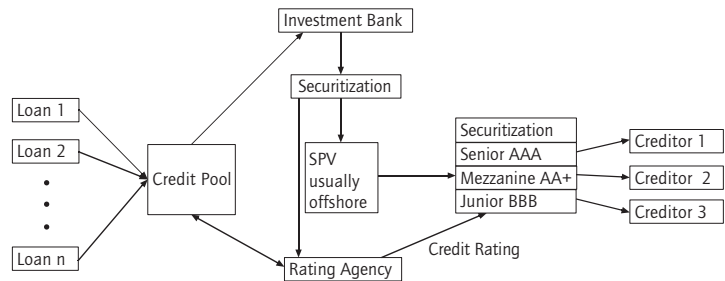 Investment Bank
Securitization
Loan 1
Loan 2
Loan n
Credit Pool
SPV
usually
offshore
Securitization
Senior AAA
Mezzanine AA+
Junior BBB
Creditor 1
Creditor 2
Creditor 3
Credit Rating
Rating Agency